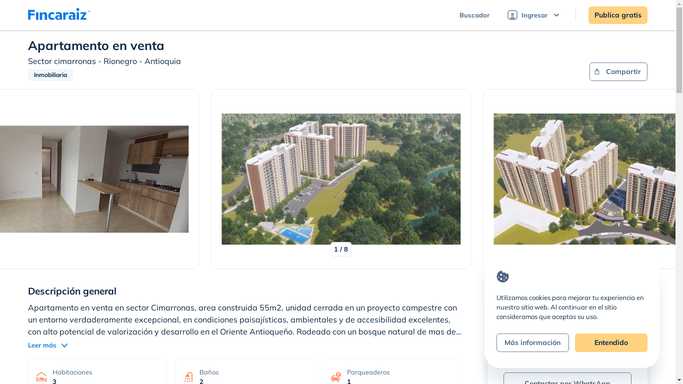 Fincaraiz
Buscador
Ingresar
Publica gratis
Apartamento en venta
Sector cimarronas - Rionegro - Antioquia
Inmobiliaria
Compartir
1 / 8
Descripción general
Apartamento en venta en sector Cimarronas, area construida 55m2, unidad cerrada en un proyecto campestre con
un entorno verdaderamente excepcional, en condiciones paisajísticas, ambientales y de accesibilidad excelentes,
con alto potencial de valorización y desarrollo en el Oriente Antioqueño. Rodeado con un bosque natural de mas de...
Leer más
Habitaciones
3
Baños
2
Parqueaderos
1
Utilizamos cookies para mejorar tu experiencia en
nuestro sitio web. Al continuar en el sitio
consideramos que aceptas su uso.
Más información
Entendido
Contactar por WhatsApp